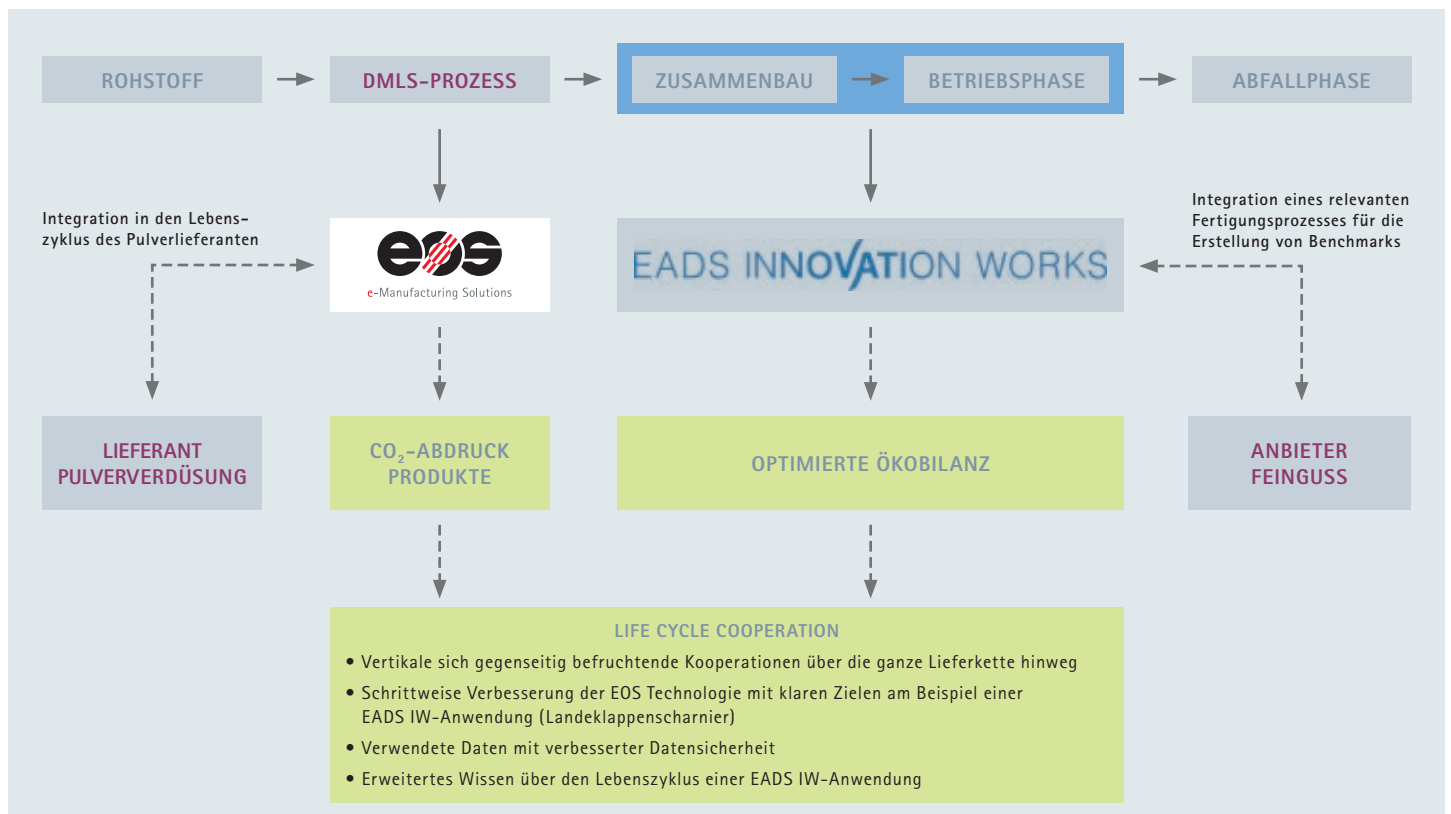 ROHSTOFF
DMLS-PROZESS
ZUSAMMENBAU
BETRIEBSPHASE
ABFALLPHASE
Integration in den Lebens-
zyklus des Pulverlieferanten
eos
e-Manufacturing Solutions
EADS INNOVATION WORKS
Integration eines relevanten
Fertigungsprozesses für die
Erstellung von Benchmarks
LIEFERANT
PULVERVERDÜSUNG
CO₂-ABDRUCK
PRODUKTE
OPTIMIERTE ÖKOBILANZ
ANBIETER
FEINGUSS
LIFE CYCLE COOPERATION
• Vertikale sich gegenseitig befruchtende Kooperationen über die ganze Lieferkette hinweg
• Schrittweise Verbesserung der EOS Technologie mit klaren Zielen am Beispiel einer
EADS IW-Anwendung (Landeklappenscharnier)
• Verwendete Daten mit verbesserter Datensicherheit
• Erweitertes Wissen über den Lebenszyklus einer EADS IW-Anwendung